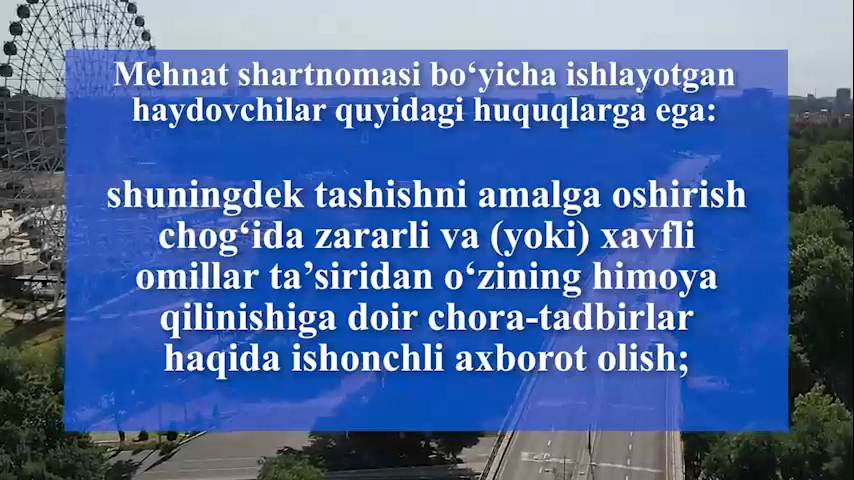 Mehnat shartnomasi bo‘yicha ishlayotgan
haydovchilar quyidagi huquqlarga ega:
shuningdek tashishni amalga oshirish
chog‘ida zararli va (yoki) xavfli
omillar ta’siridan o‘zining himoya
qilinishiga doir chora-tadbirlar
haqida ishonchli axborot olish;